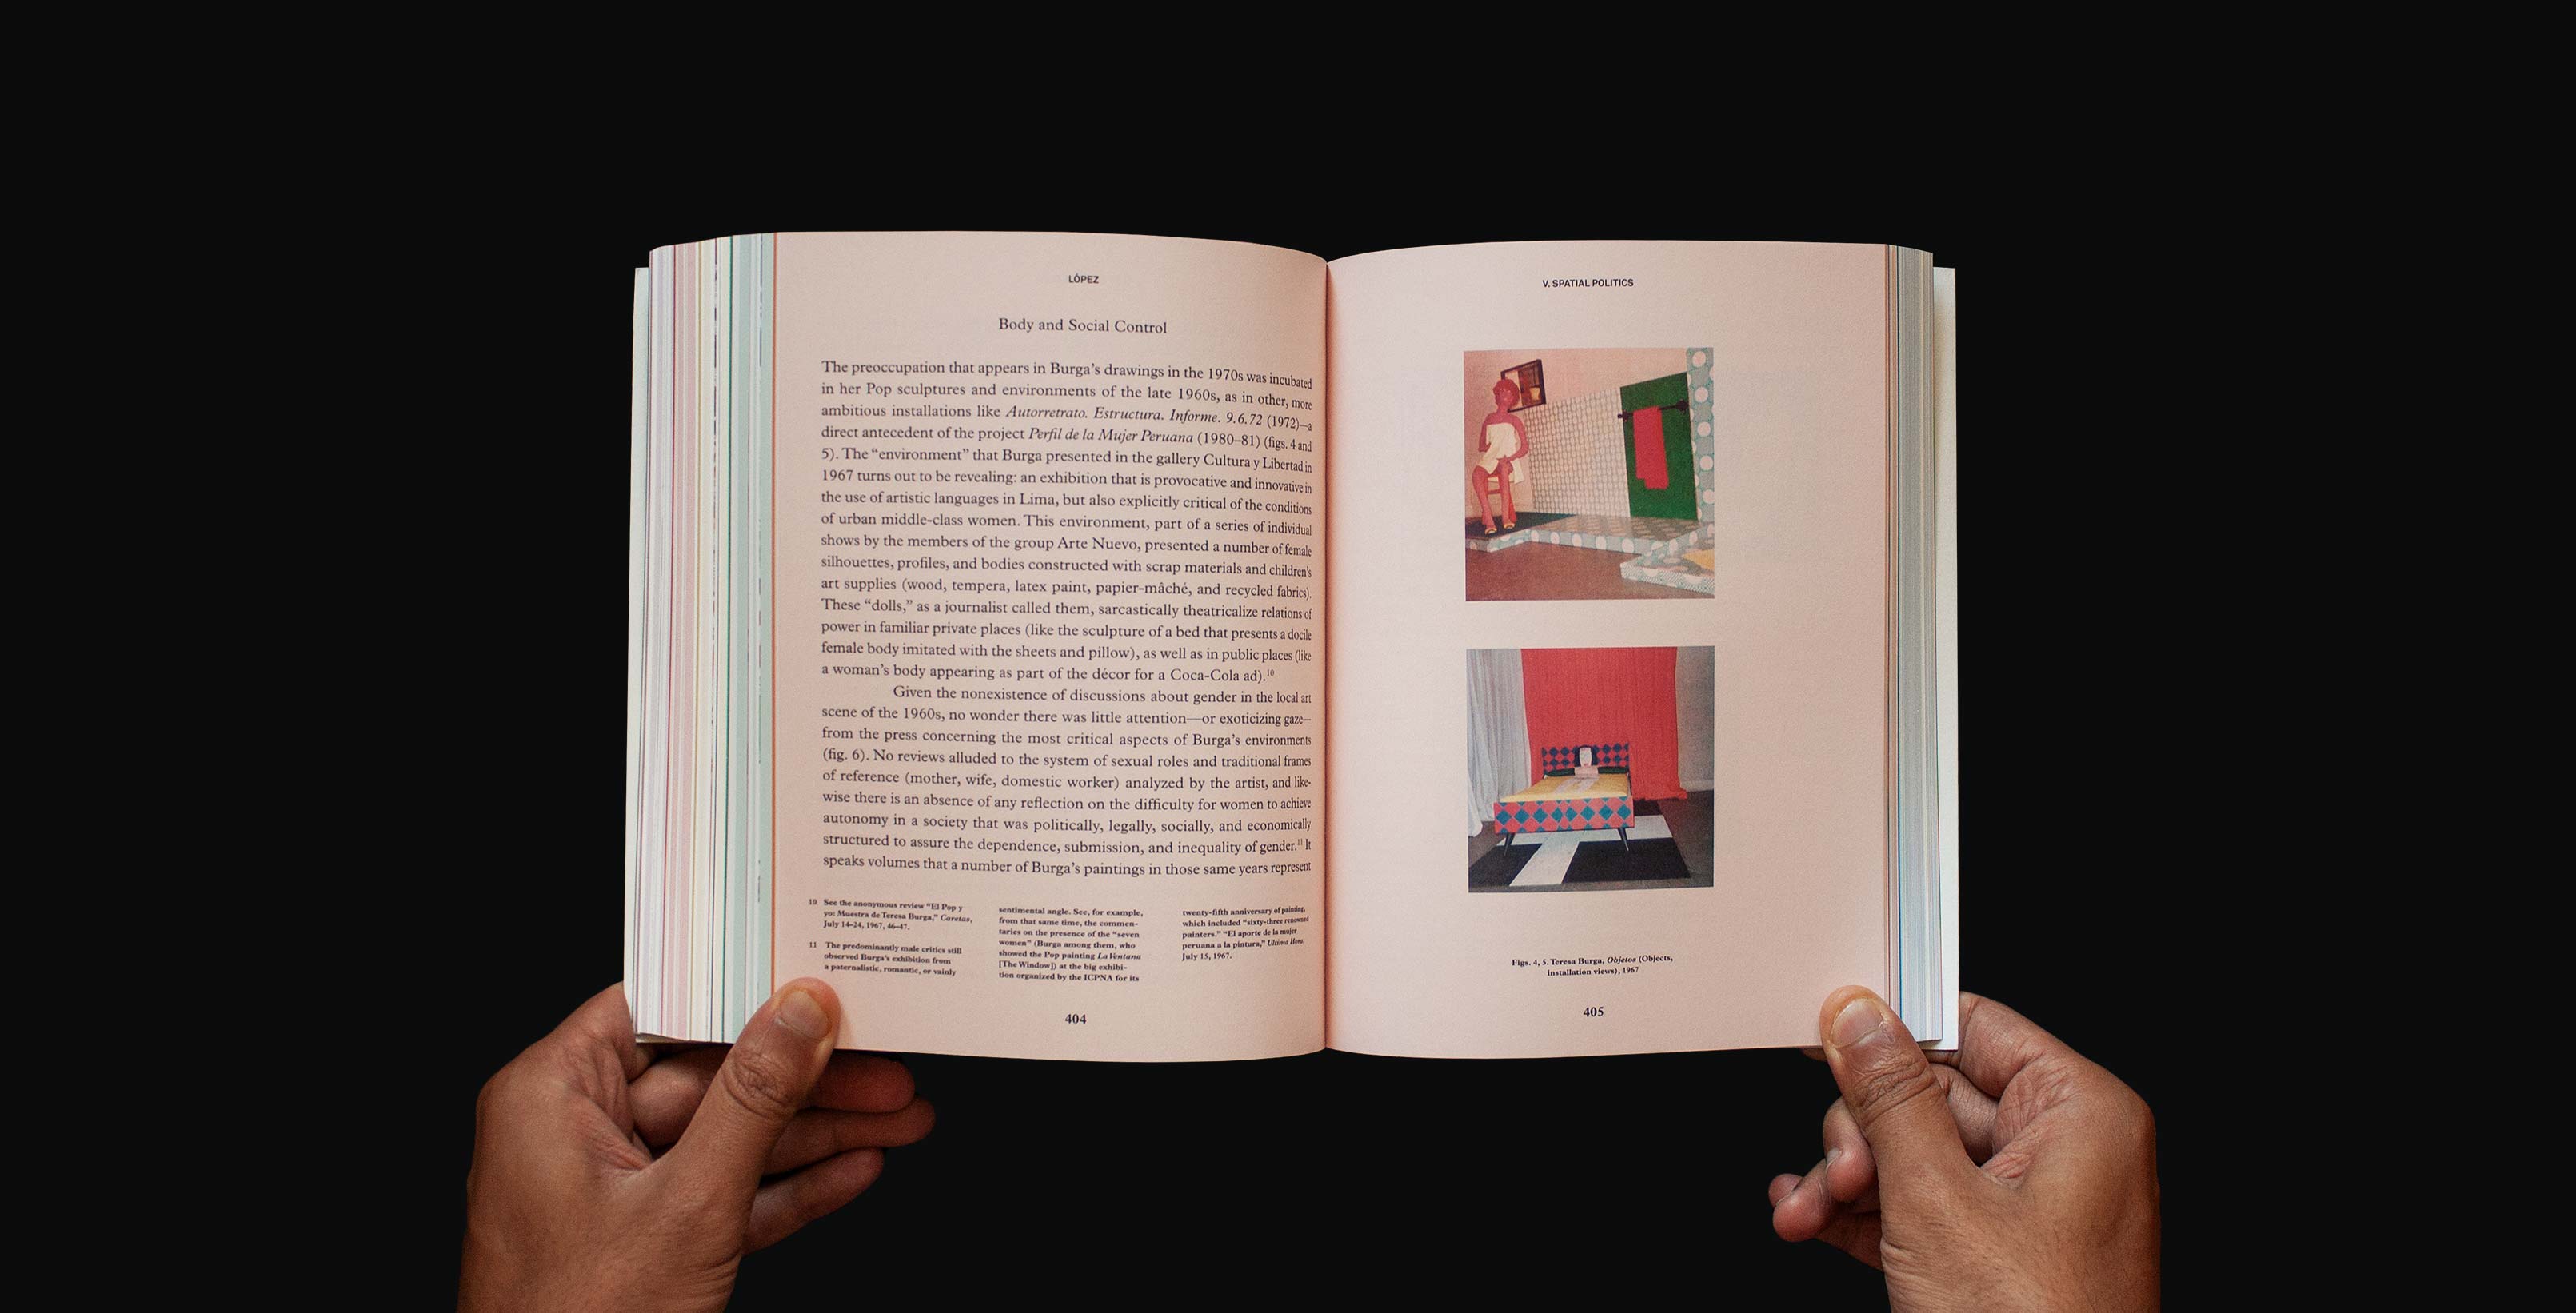 LÓPEZ
Body and Social Control
The preoccupation that appears in Burga's drawings in the 1970s was incubated
in her Pop sculptures and environments of the late 1960s, as in other, more
ambitious installations like Autorretrato. Estructura. Informe. 9.6.72 (1972)—a
direct antecedent of the project Perfil de la Mujer Peruana (1980–81) (figs. 4 and
5). The “environment” that Burga presented in the gallery Cultura y Libertad in
1967 turns out to be revealing: an exhibition that is provocative and innovative in
the use of artistic languages in Lima, but also explicitly critical of the conditions
of urban middle-class women. This environment, part of a series of individual
shows by the members of the group Arte Nuevo, presented a number of female
silhouettes, profiles, and bodies constructed with scrap materials and children's
art supplies (wood, tempera, latex paint, papier-mâché, and recycled fabrics).
These “dolls,” as a journalist called them, sarcastically theatricalize relations of
power in familiar private places (like the sculpture of a bed that presents a docile
female body imitated with the sheets and pillow), as well as in public places (like
a woman's body appearing as part of the décor for a Coca-Cola ad).10
Given the nonexistence of discussions about gender in the local art
scene of the 1960s, no wonder there was little attention—or exoticizing gaze—
from the press concerning the most critical aspects of Burga's environments
(fig. 6). No reviews alluded to the system of sexual roles and traditional frames
of reference (mother, wife, domestic worker) analyzed by the artist, and like-
wise there is an absence of any reflection on the difficulty for women to achieve
autonomy in a society that was politically, legally, socially, and economically
structured to assure the dependence, submission, and inequality of gender.11 It
speaks volumes that a number of Burga's paintings in those same years represent
10 See the anonymous review “El Pop y
yo: Muestra de Teresa Burga,” Caretas,
July 14–24, 1967, 46–47.
11 The predominantly male critics still
observed Burga's exhibition from
a paternalistic, romantic, or vainly
sentimental angle. See, for example,
from that same time, the commen-
taries on the presence of the “seven
women” (Burga among them, who
showed the Pop painting La Ventana
[The Window]) at the big exhibi-
tion organized by the ICPNA for its
twenty-fifth anniversary of painting,
which included “sixty-three renowned
painters.” “El aporte de la mujer
peruana a la pintura,” Ultima Hora,
July 15, 1967.
404
V. SPATIAL POLITICS
Figs. 4, 5. Teresa Burga, Objetos (Objects,
installation views), 1967
405